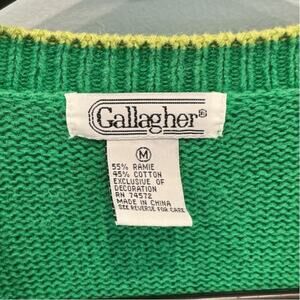 Gallagher®
M
55% RAMIE
45% COTTON
EXCLUSIVE OF
DECORATION
RN 74572
MADE IN CHINA
SEE REVERSE FOR CARE